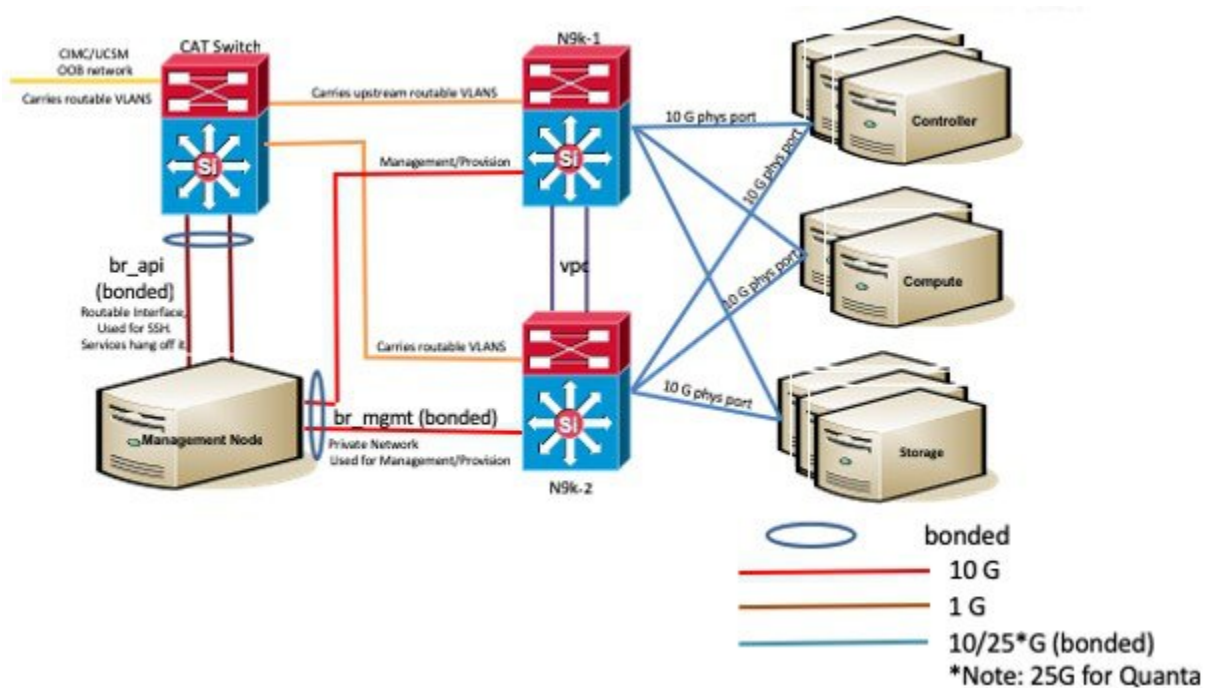 CAT Switch
N9k-1
CIMC/UCSM
OOB network
Carries routable VLANS
Carries upstream routable VLANS
10 G phys port
Controller
Management/Provision
10 G phys port
br_api
(bonded)
Routable Interface,
Used for SSH.
Services hang off it.
vpc
10 G phys port
Compute
Carries routable VLANS
10 G phys port
br_mgmt (bonded)
Management Node
Private Network
Used for Management/Provision
Storage
N9k-2
Si
Si
Si
bonded
10 G
1 G
10/25*G (bonded)
*Note: 25G for Quanta